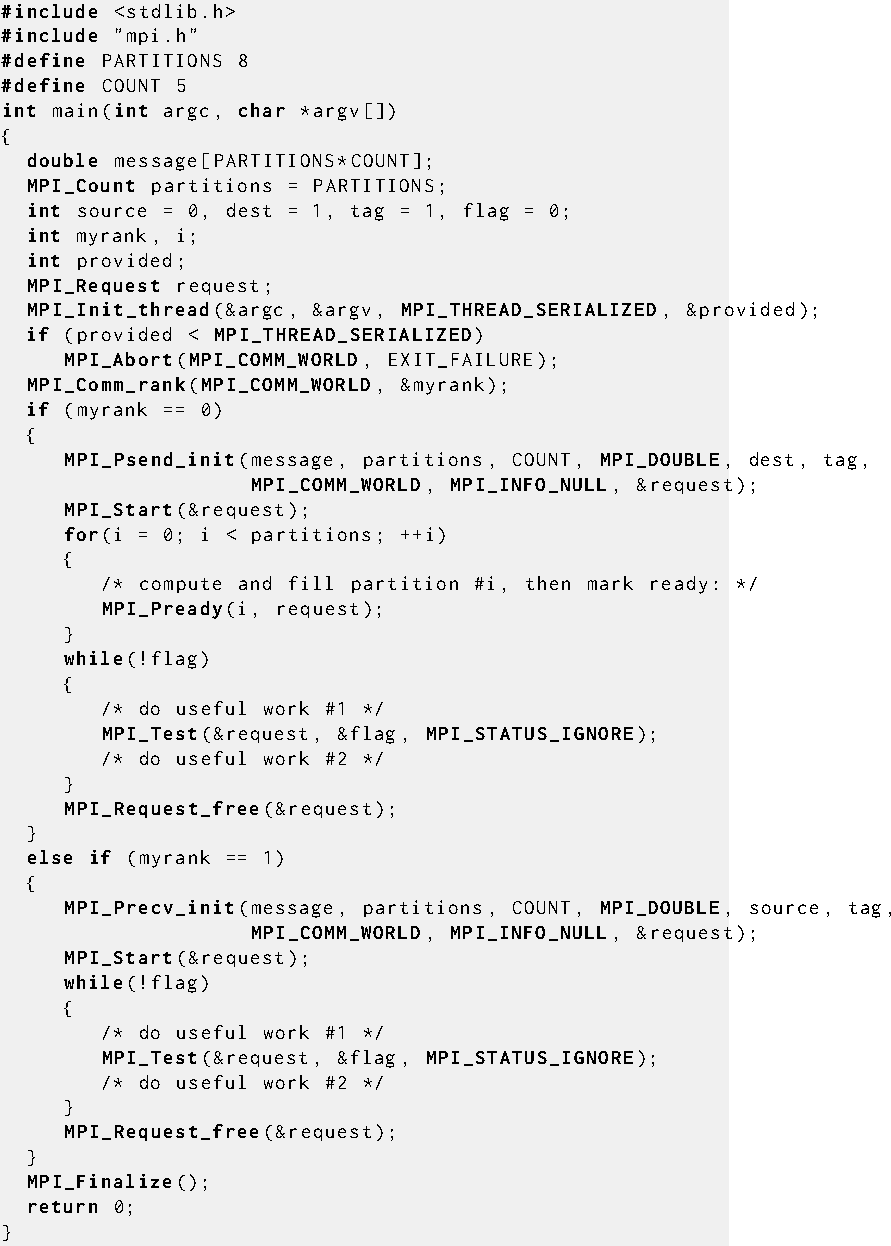 #include <stdlib.h>
#include "mpi.h"
#define PARTITIONS 8
#define COUNT 5
int main(int argc, char *argv[])
{
  double message[PARTITIONS*COUNT];
  MPI_Count partitions = PARTITIONS;
  int source = 0, dest = 1, tag = 1, flag = 0;
  int myrank, i;
  int provided;
  MPI_Request request;
  MPI_Init_thread(&argc, &argv, MPI_THREAD_SERIALIZED, &provided);
  if (provided < MPI_THREAD_SERIALIZED)
     MPI_Abort(MPI_COMM_WORLD, EXIT_FAILURE);
  MPI_Comm_rank(MPI_COMM_WORLD, &myrank);
  if (myrank == 0)
  {
     MPI_Psend_init(message, partitions, COUNT, MPI_DOUBLE, dest, tag,
                    MPI_COMM_WORLD, MPI_INFO_NULL, &request);
     MPI_Start(&request);
     for(i = 0; i < partitions; ++i)
     {
        /* compute and fill partition #i, then mark ready: */
        MPI_Pready(i, request);
     }
     while(!flag)
     {
        /* do useful work #1 */
        MPI_Test(&request, &flag, MPI_STATUS_IGNORE);
        /* do useful work #2 */
     }
     MPI_Request_free(&request);
  }
  else if (myrank == 1)
  {
     MPI_Precv_init(message, partitions, COUNT, MPI_DOUBLE, source, tag,
                    MPI_COMM_WORLD, MPI_INFO_NULL, &request);
     MPI_Start(&request);
     while(!flag)
     {
        /* do useful work #1 */
        MPI_Test(&request, &flag, MPI_STATUS_IGNORE);
        /* do useful work #2 */
     }
     MPI_Request_free(&request);
  }
  MPI_Finalize();
  return 0;
}